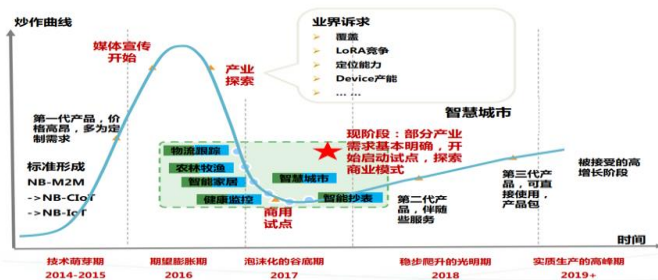 炒作曲线
业界诉求
覆盖
LoRA竞争
定位能力
Device产能
... ...
媒体宣传
开始
产业
探索
第一代产品，价
格高昂，多为定
制需求
标准形成
NB-M2M
->NB-CIoT
->NB-IoT
物流跟踪
农林牧渔
智能家居
健康监控
智慧城市
智能抄表
商用
试点
现阶段：部分产业
需求基本明确，开
始启动试点，探索
商业模式
智慧城市
第二代产
品，伴随
些服务
第三代产
品，可直
接使用，
产品包
被接受的高
增长阶段
时间
技术萌芽期
2014-2015
期望膨胀期
2016
泡沫化的谷底期
2017
稳步爬升的光明期
2018
实质生产的高峰期
2019+